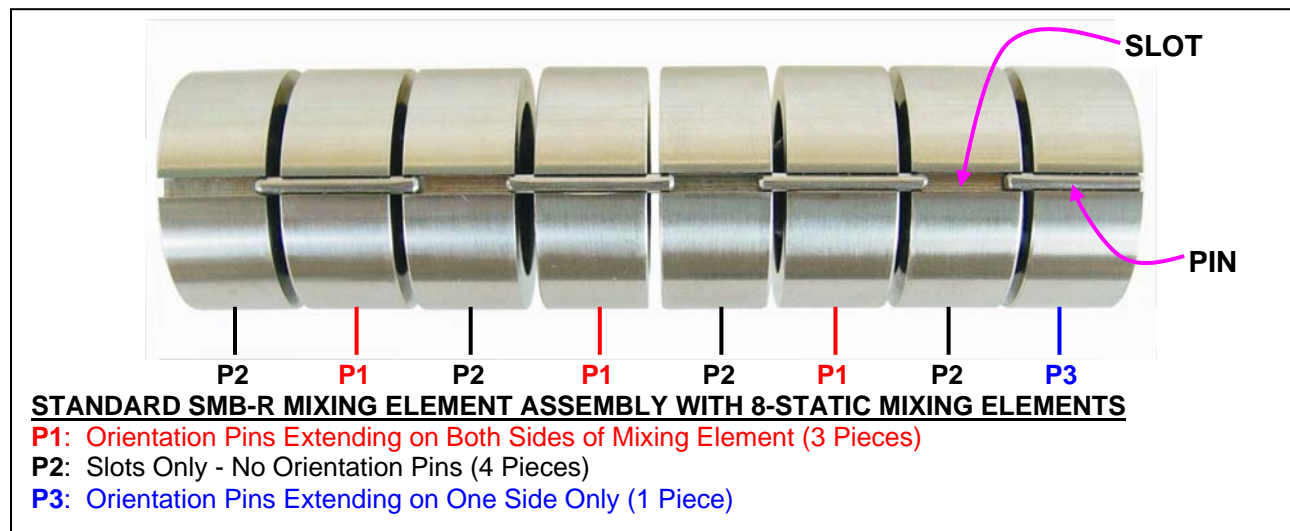 SLOT
PIN
P2 P1 P2 P1 P2 P1 P2 P3
STANDARD SMB-R MIXING ELEMENT ASSEMBLY WITH 8-STATIC MIXING ELEMENTS
P1: Orientation Pins Extending on Both Sides of Mixing Element (3 Pieces)
P2: Slots Only - No Orientation Pins (4 Pieces)
P3: Orientation Pins Extending on One Side Only (1 Piece)